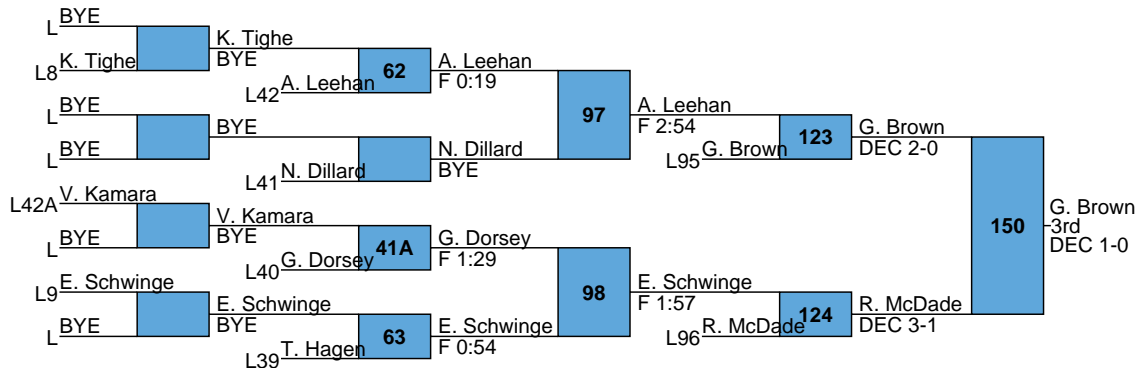 L BYE
K. Tighe
BYE
L8 K. Tighe
62
A. Leehan
F 0:19
L42 A. Leehan
L BYE
BYE
97
A. Leehan
F 2:54
L BYE
N. Dillard
BYE
L41 N. Dillard
123
G. Brown
DEC 2-0
L95 G. Brown
L42A V. Kamara
V. Kamara
BYE
L BYE
41A
G. Dorsey
F 1:29
L40 G. Dorsey
150
G. Brown
3rd
DEC 1-0
L9 E. Schwinge
E. Schwinge
BYE
98
E. Schwinge
F 1:57
L BYE
63
E. Schwinge
F 0:54
L39 T. Hagen
124
R. McDade
DEC 3-1
L96 R. McDade